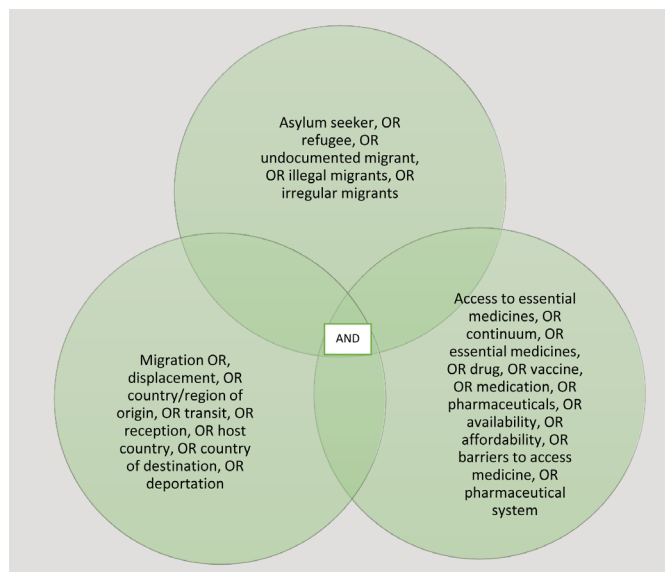 Asylum seeker, OR
refugee, OR
undocumented migrant,
OR illegal migrants, OR
irregular migrants
AND
Migration OR,
displacement, OR
country/region of
origin, OR transit, OR
reception, OR host
country, OR country
of destination, OR
deportation
Access to essential
medicines, OR
continuum, OR
essential medicines,
OR drug, OR vaccine,
OR medication, OR
pharmaceuticals, OR
availability, OR
affordability, OR
barriers to access
medicine, OR
pharmaceutical
system